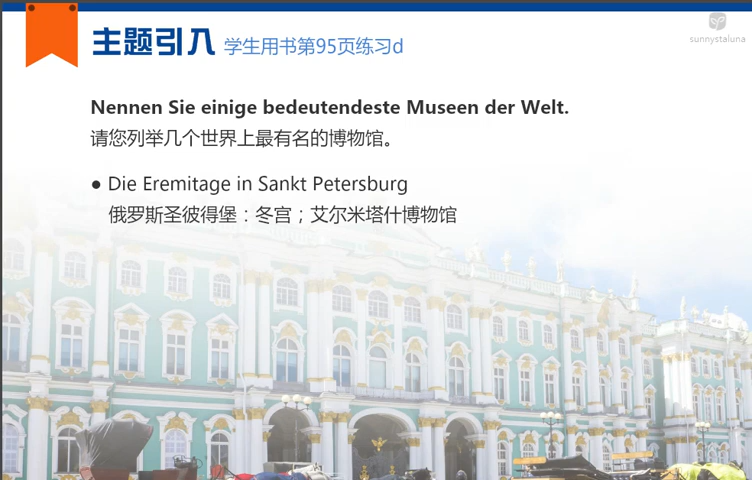 主题引入 学生用书第95页练习d
sunnystaluna
Nennen Sie einige bedeutendeste Museen der Welt.
请您列举几个世界上最有名的博物馆。
● Die Eremitage in Sankt Petersburg
俄罗斯圣彼得堡：冬宫；艾尔米塔什博物馆